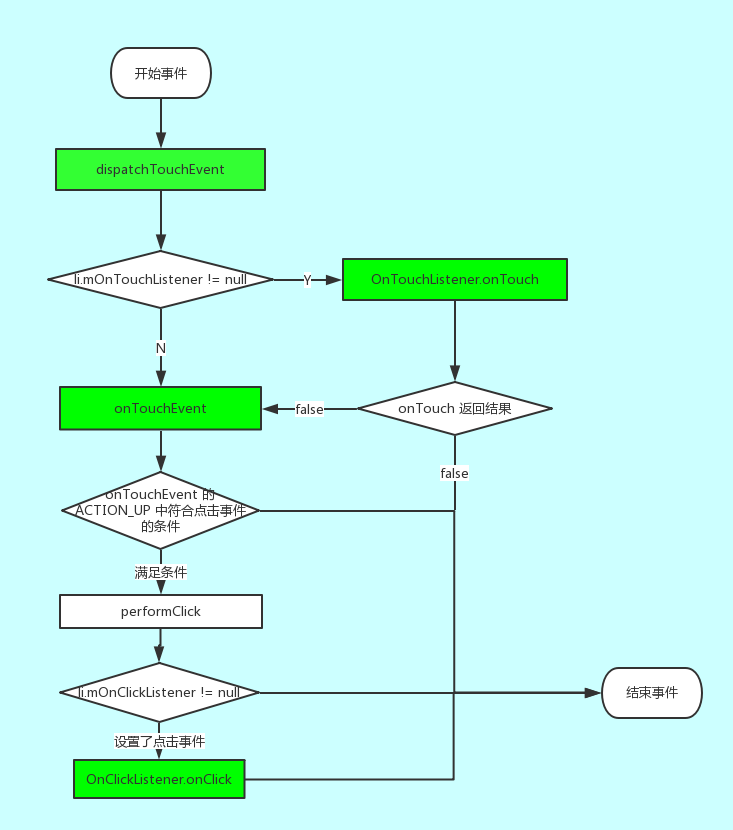 开始事件
dispatchTouchEvent
li.mOnTouchListener != null
Y
OnTouchListener.onTouch
N
onTouchEvent
false
onTouch 返回结果
false
onTouchEvent 的
ACTION_UP 中符合点击事件
的条件
满足条件
performClick
li.mOnClickListener != null
结束事件
设置了点击事件
OnClickListener.onClick